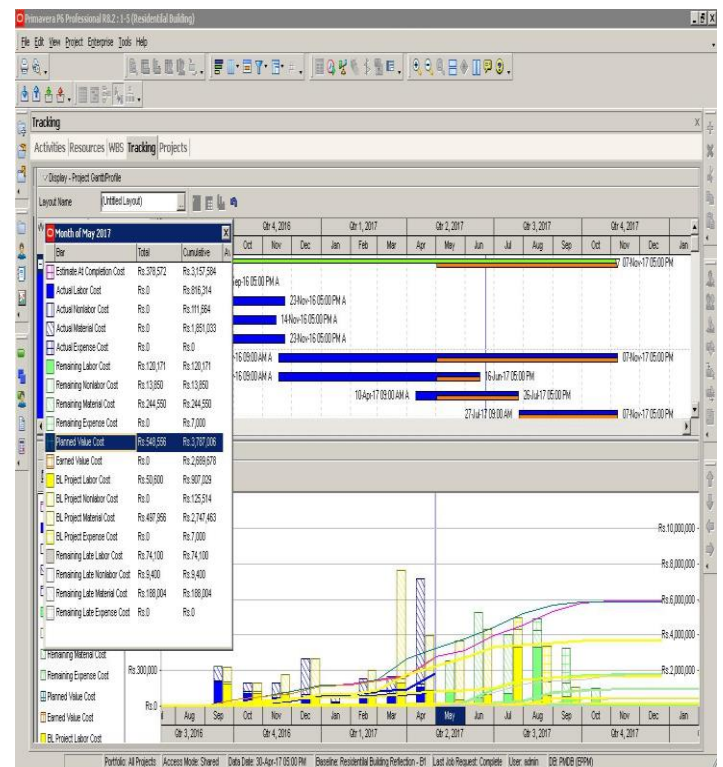 Primavera P6 Professional R8.2 : 1-5 (Residential Building)
File Edit View Project Enterprise Tools Help
Tracking
Activities Resources WBS Tracking Projects
Display - Project Gantt/Profile
Layout Name (Untitled Layout)
Month of May 2017
Bar Total Cumulative
Estimate At Completion Cost Rs.378,572 Rs.3,157,584
Actual Labor Cost Rs.0 Rs.816,314
Actual Nonlabor Cost Rs.0 Rs.111,664
Actual Material Cost Rs.0 Rs.1,851,033
Actual Expense Cost Rs.0 Rs.0
Remaining Labor Cost Rs.120,171 Rs.120,171
Remaining Nonlabor Cost Rs.13,850 Rs.13,850
Remaining Material Cost Rs.244,550 Rs.244,550
Remaining Expense Cost Rs.0 Rs.7,000
Planned Value Cost Rs.548,556 Rs.3,787,006
Earned Value Cost Rs.0 Rs.2,689,678
BL Project Labor Cost Rs.50,600 Rs.907,029
BL Project Nonlabor Cost Rs.0 Rs.125,514
BL Project Material Cost Rs.497,956 Rs.2,747,463
BL Project Expense Cost Rs.0 Rs.7,000
Remaining Late Labor Cost Rs.74,100 Rs.74,100
Remaining Late Nonlabor Cost Rs.9,400 Rs.9,400
Remaining Late Material Cost Rs.188,004 Rs.188,004
Remaining Late Expense Cost Rs.0 Rs.0
Qtr 4, 2016 Qtr 1, 2017 Qtr 2, 2017 Qtr 3, 2017 Qtr 4, 2017
Oct Nov Dec Jan Feb Mar Apr May Jun Jul Aug Sep Oct Nov Dec Jan
07-Nov-17 05:00 PM
ep-16 05:00 PM A
23-Nov-16 05:00 PM A
14-Nov-16 05:00 PM A
23-Nov-16 05:00 PM A
-16 09:00 AM A 07-Nov-17 05:00 PM
-16 09:00 AM A 16-Jun-17 05:00 PM
10-Apr-17 09:00 AM A 26-Jul-17 05:00 PM
27-Jul-17 09:00 AM 07-Nov-17 05:00 PM
Rs.10,000,000
Rs.8,000,000
Rs.6,000,000
Rs.4,000,000
Rs.300,000 Rs.2,000,000
Rs.0
Remaining Material Cost
Remaining Expense Cost
Planned Value Cost
Earned Value Cost
BL Project Labor Cost
Aug Sep Oct Nov Dec Jan Feb Mar Apr May Jun Jul Aug Sep Oct Nov Dec Jan
Qtr 3, 2016 Qtr 4, 2016 Qtr 1, 2017 Qtr 2, 2017 Qtr 3, 2017 Qtr 4, 2017
Portfolio: All Projects Access Mode: Shared Data Date: 30-Apr-17 05:00 PM Baseline: Residential Building Reflection - B1 Last Job Request: Complete User: admin DB: PMDB (EPPM)